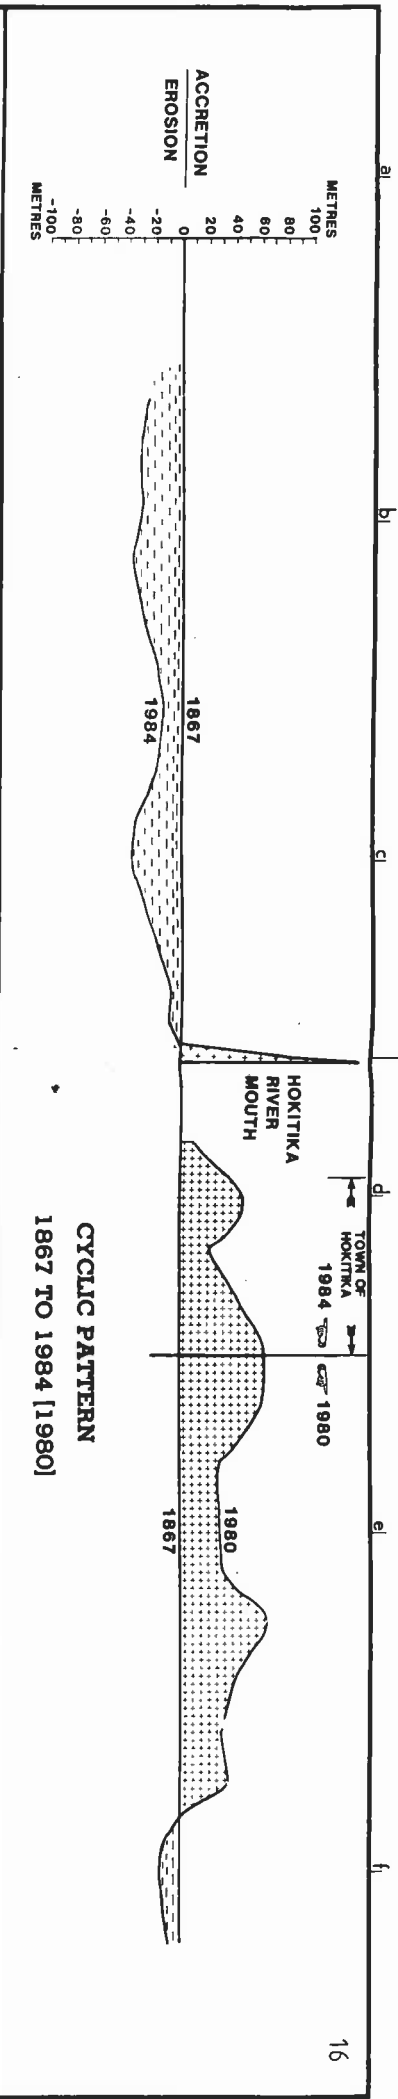 16
a
b
c
d
e
f
METRES
100
80
60
40
20
0
-20
-40
-60
-80
-100
METRES
ACCRETION
EROSION
1867
1984
HOKITIKA
RIVER
MOUTH
TOWN OF
HOKITIKA
1984
1980
1980
1867
CYCLIC PATTERN
1867 TO 1984 [1980]